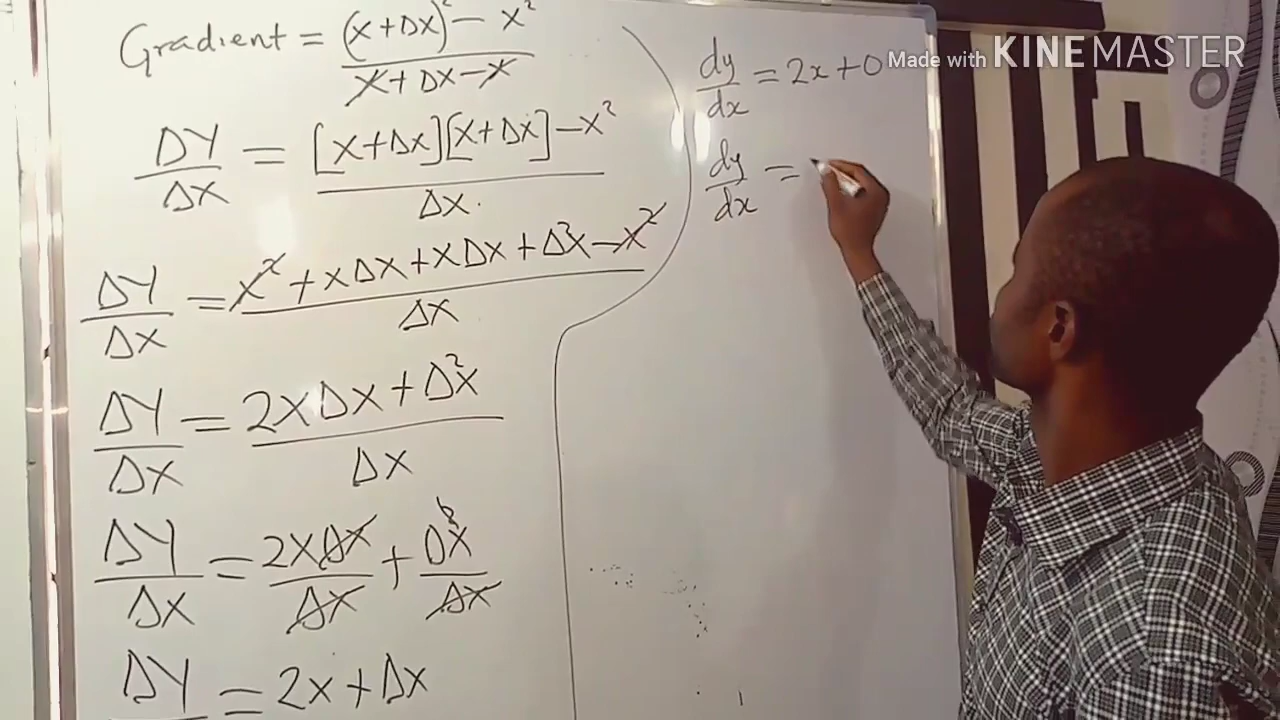 Gradient = (x+Δx)² − x² / x+Δx−x
ΔY/ΔX = [x+Δx][x+Δx]−x² / Δx.
ΔY/ΔX = x²+xΔx+xΔx+Δ²x−x² / Δx
ΔY/ΔX = 2xΔx+Δ²x / Δx
ΔY/ΔX = 2xΔx/Δx + Δ²x/Δx
ΔY = 2x+Δx
dy/dx = 2x+0
dy/dx =
Made with KINEMASTER